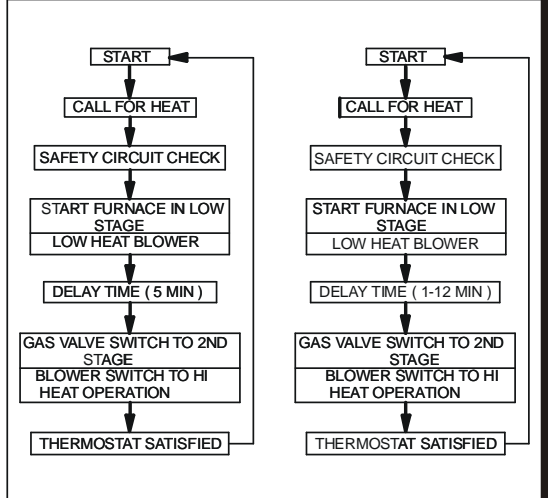 START
CALL FOR HEAT
SAFETY CIRCUIT CHECK
START FURNACE IN LOW
STAGE
LOW HEAT BLOWER
DELAY TIME ( 5 MIN )
GAS VALVE SWITCH TO 2ND
STAGE
BLOWER SWITCH TO HI
HEAT OPERATION
THERMOSTAT SATISFIED
START
CALL FOR HEAT
SAFETY CIRCUIT CHECK
START FURNACE IN LOW
STAGE
LOW HEAT BLOWER
DELAY TIME ( 1-12 MIN )
GAS VALVE SWITCH TO 2ND
STAGE
BLOWER SWITCH TO HI
HEAT OPERATION
THERMOSTAT SATISFIED